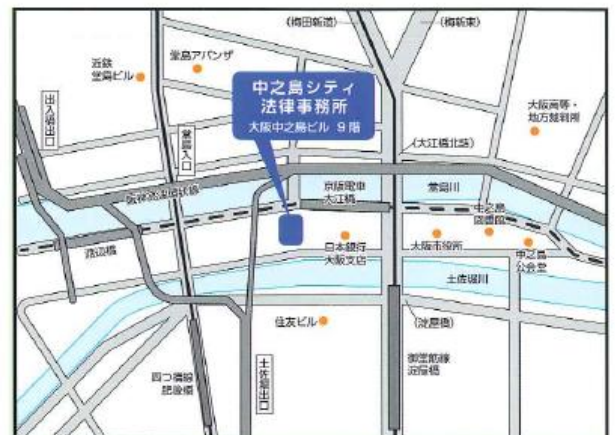 (梅田新道)
(梅新東)
近鉄
堂島ビル
堂島アバンザ
中之島シティ
法律事務所
大阪中之島ビル 9階
大阪高等・
地方裁判所
出入橋出口
堂島入口
(大江橋北詰)
阪神高速環状線
京阪電車
大江橋
堂島川
中之島
図書館
渡辺橋
日本銀行
大阪支店
大阪市役所
中之島
公会堂
土佐堀川
住友ビル
(淀屋橋)
四つ橋線
肥後橋
土佐堀出口
御堂筋線
淀屋橋